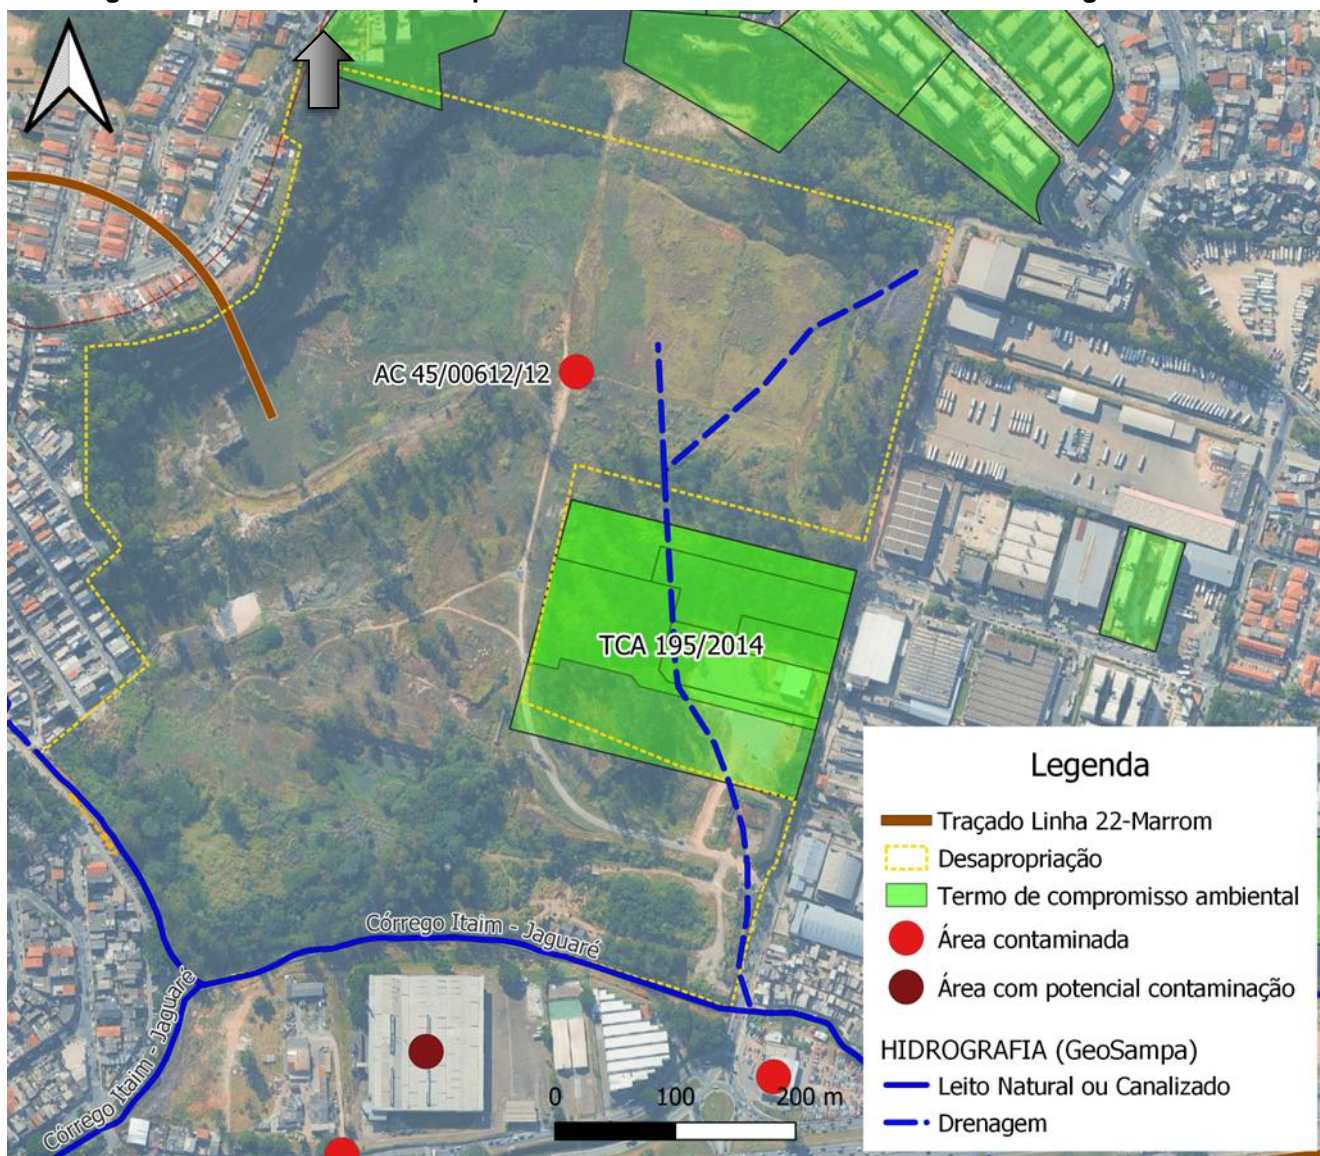 AC 45/00612/12
TCA 195/2014
Córrego Itaim - Jaguaré
Córrego Itaim - Jaguaré
0 100 200 m
Legenda
Traçado Linha 22-Marrom
Desapropriação
Termo de compromisso ambiental
Área contaminada
Área com potencial contaminação
HIDROGRAFIA (GeoSampa)
Leito Natural ou Canalizado
Drenagem